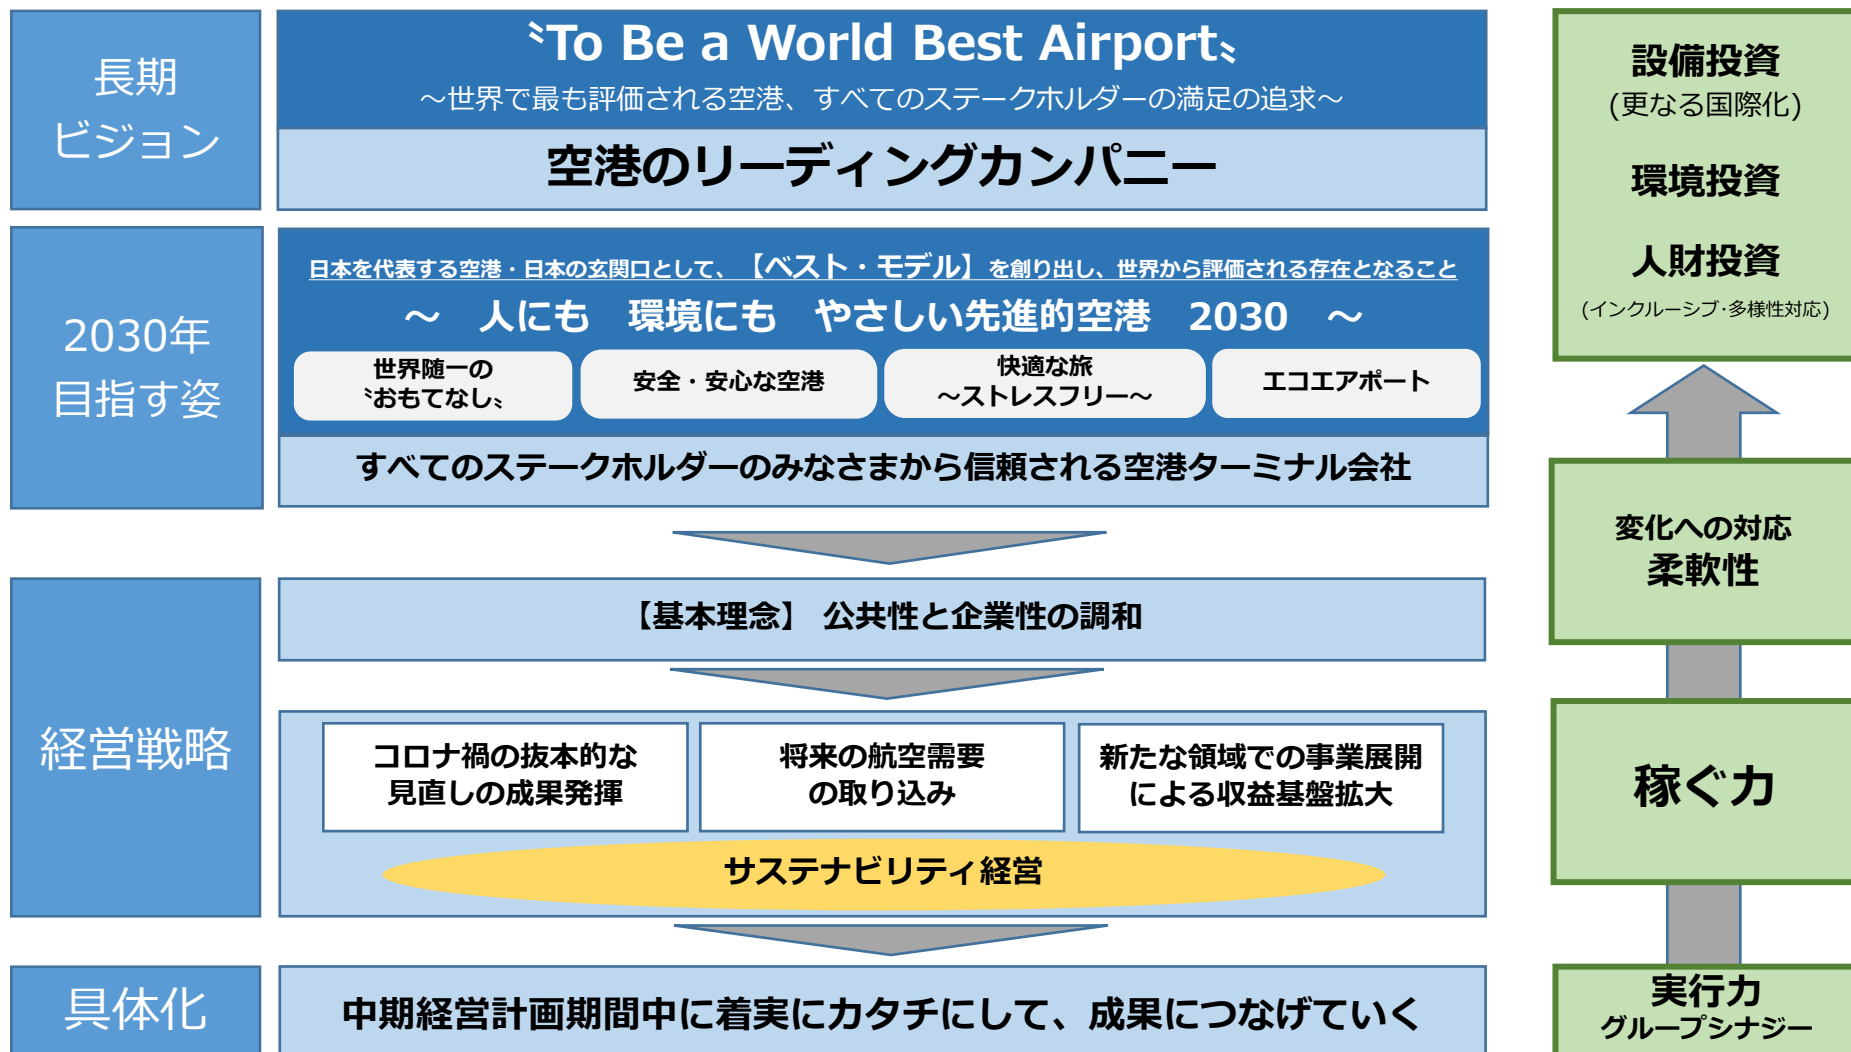 長期
ビジョン
〝To Be a World Best Airport〟
～世界で最も評価される空港、すべてのステークホルダーの満足の追求～
空港のリーディングカンパニー
2030年
目指す姿
日本を代表する空港・日本の玄関口として、【ベスト・モデル】を創り出し、世界から評価される存在となること
～　人にも　環境にも　やさしい先進的空港　2030　～
世界随一の
〝おもてなし〟
安全・安心な空港
快適な旅
～ストレスフリー～
エコエアポート
すべてのステークホルダーのみなさまから信頼される空港ターミナル会社
経営戦略
【基本理念】 公共性と企業性の調和
コロナ禍の抜本的な
見直しの成果発揮
将来の航空需要
の取り込み
新たな領域での事業展開
による収益基盤拡大
サステナビリティ経営
具体化
中期経営計画期間中に着実にカタチにして、成果につなげていく
設備投資
(更なる国際化)
環境投資
人財投資
(インクルーシブ・多様性対応)
変化への対応
柔軟性
稼ぐ力
実行力
グループシナジー